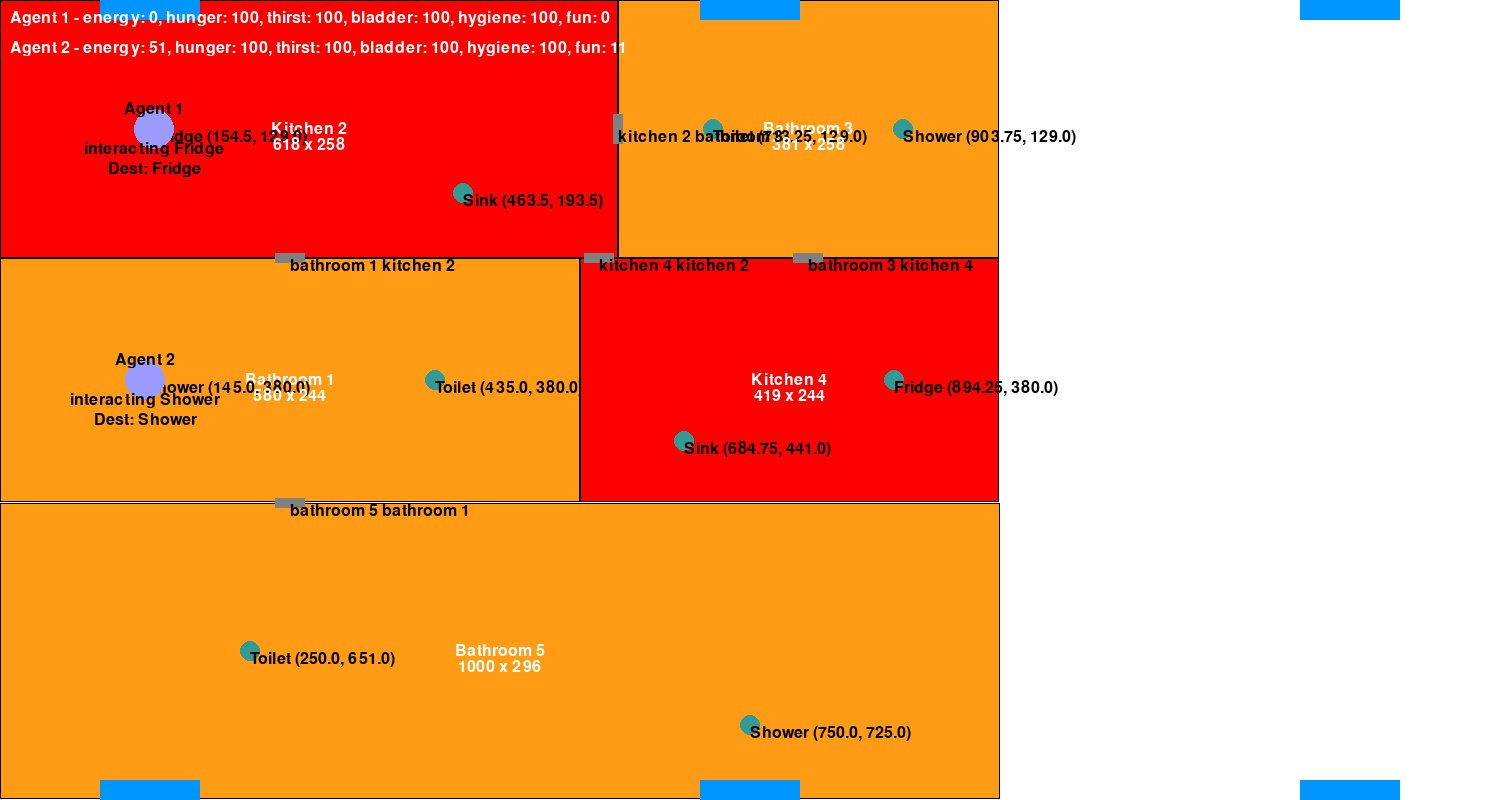 Agent 1 - energy: 0, hunger: 100, thirst: 100, bladder: 100, hygiene: 100, fun: 0
Agent 2 - energy: 51, hunger: 100, thirst: 100, bladder: 100, hygiene: 100, fun: 11
Agent 1
Kitchen 2
618 x 258
(154.5, 129.0)
interacting Fridge
Dest: Fridge
Sink (463.5, 193.5)
kitchen 2 bathroom 3
Bathroom 3
381 x 258
Toilet (713.25, 129.0)
Shower (903.75, 129.0)
bathroom 1 kitchen 2
kitchen 4 kitchen 2
bathroom 3 kitchen 4
Agent 2
Bathroom 1
580 x 244
(145.0, 380.0)
interacting Shower
Dest: Shower
Toilet (435.0, 380.0
Kitchen 4
419 x 244
Fridge (894.25, 380.0)
Sink (684.75, 441.0)
bathroom 5 bathroom 1
Bathroom 5
1000 x 296
Toilet (250.0, 651.0)
Shower (750.0, 725.0)